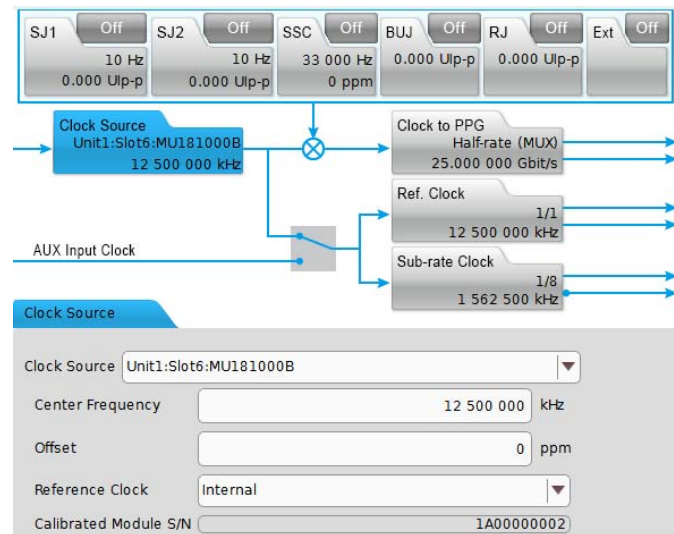 SJ1 Off SJ2 Off SSC Off BUJ Off RJ Off Ext Off
10 Hz 10 Hz 33 000 Hz 0.000 UIp-p 0.000 UIp-p
0.000 UIp-p 0.000 UIp-p 0 ppm
Clock Source
Unit1:Slot6:MU181000B
12 500 000 kHz
Clock to PPG
Half-rate (MUX)
25.000 000 Gbit/s
Ref. Clock
1/1
12 500 000 kHz
AUX Input Clock
Sub-rate Clock
1/8
1 562 500 kHz
Clock Source
Clock Source Unit1:Slot6:MU181000B
Center Frequency 12 500 000 kHz
Offset 0 ppm
Reference Clock Internal
Calibrated Module S/N 1A00000002